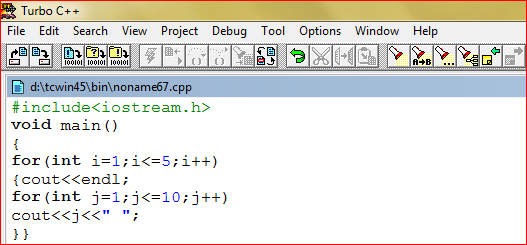 Turbo C++
File Edit Search View Project Debug Tool Options Window Help
A→B
d:\tcwin45\bin\noname67.cpp
#include<iostream.h>
void main()
{
for(int i=1;i<=5;i++)
{cout<<endl;
for(int j=1;j<=10;j++)
cout<<j<<" ";
}}